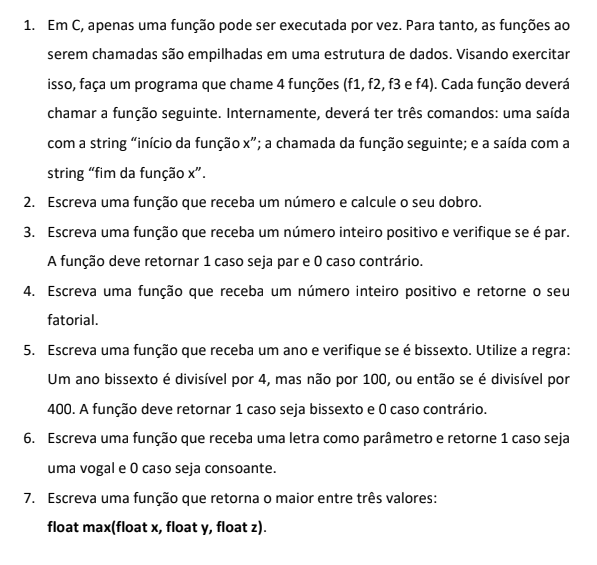 1. Em C, apenas uma função pode ser executada por vez. Para tanto, as funções ao
serem chamadas são empilhadas em uma estrutura de dados. Visando exercitar
isso, faça um programa que chame 4 funções (f1, f2, f3 e f4). Cada função deverá
chamar a função seguinte. Internamente, deverá ter três comandos: uma saída
com a string “início da função x”; a chamada da função seguinte; e a saída com a
string “fim da função x”.
2. Escreva uma função que receba um número e calcule o seu dobro.
3. Escreva uma função que receba um número inteiro positivo e verifique se é par.
A função deve retornar 1 caso seja par e 0 caso contrário.
4. Escreva uma função que receba um número inteiro positivo e retorne o seu
fatorial.
5. Escreva uma função que receba um ano e verifique se é bissexto. Utilize a regra:
Um ano bissexto é divisível por 4, mas não por 100, ou então se é divisível por
400. A função deve retornar 1 caso seja bissexto e 0 caso contrário.
6. Escreva uma função que receba uma letra como parâmetro e retorne 1 caso seja
uma vogal e 0 caso seja consoante.
7. Escreva uma função que retorna o maior entre três valores:
float max(float x, float y, float z).